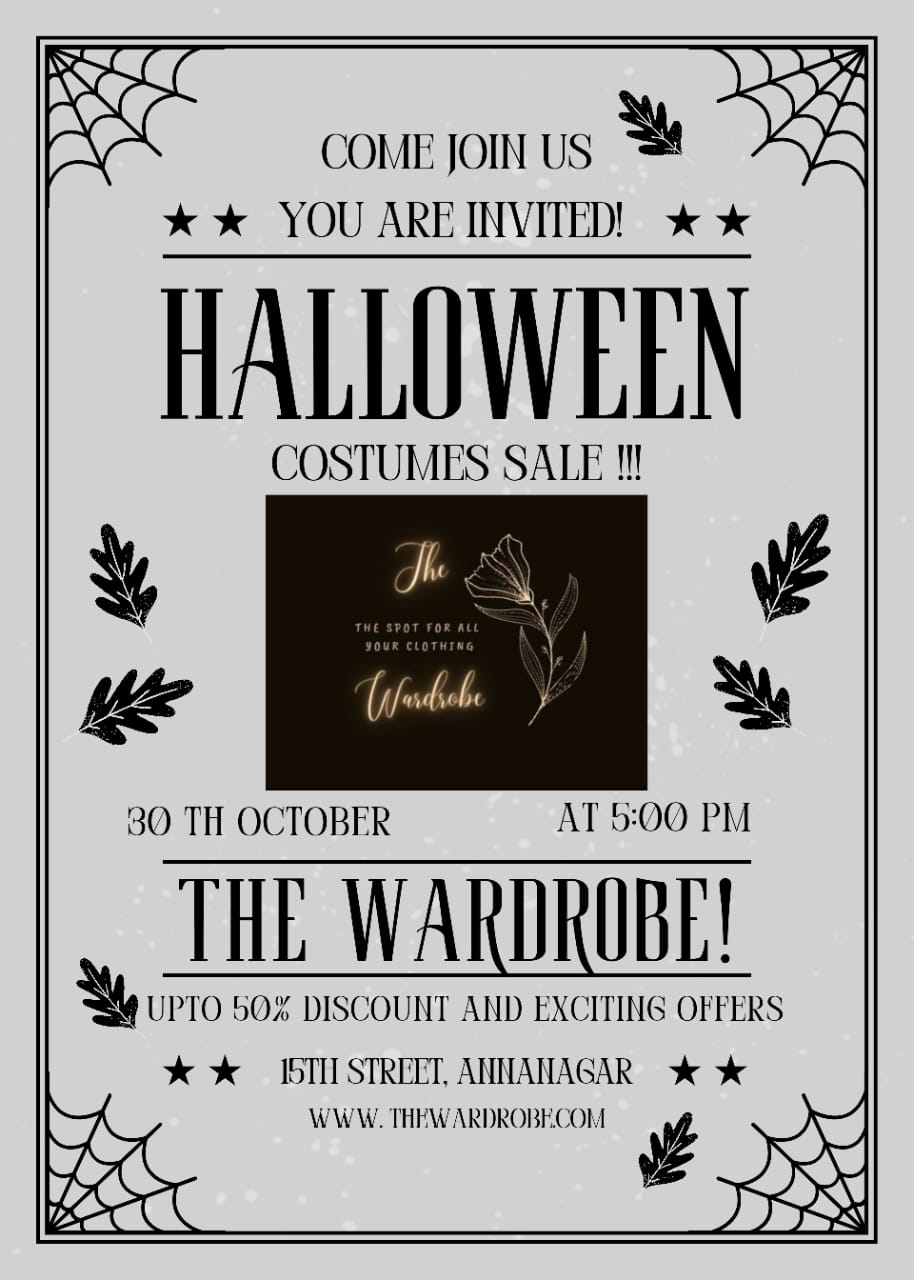 COME JOIN US
★ ★ YOU ARE INVITED! ★ ★
HALLOWEEN
COSTUMES SALE !!!
The
THE SPOT FOR ALL
YOUR CLOTHING
Wardrobe
30 TH OCTOBER AT 5:00 PM
THE WARDROBE!
UPTO 50% DISCOUNT AND EXCITING OFFERS
★ ★ 15TH STREET, ANNANAGAR ★ ★
WWW. THEWARDROBE.COM